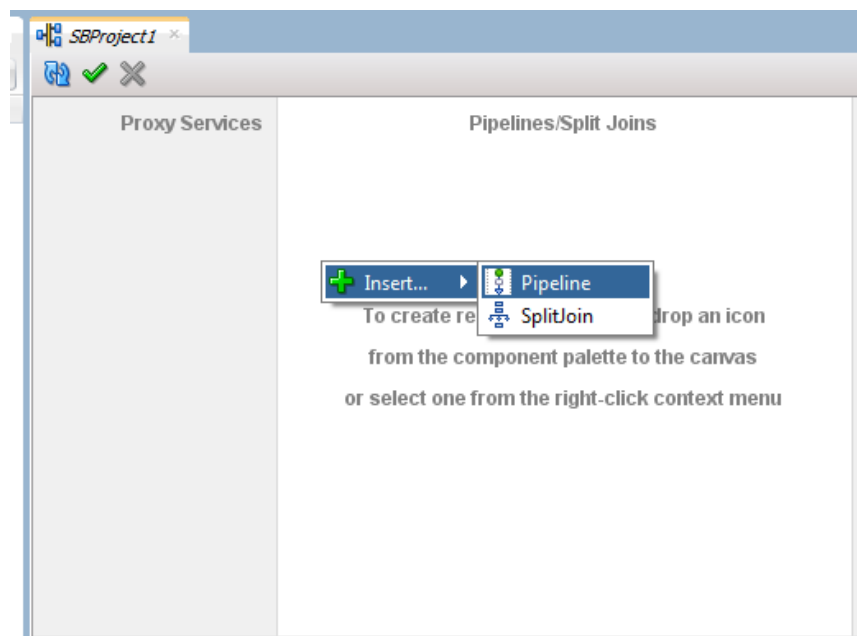 SBProject1
Proxy Services
Pipelines/Split Joins
Insert...
Pipeline
SplitJoin
To create re drop an icon
from the component palette to the canvas
or select one from the right-click context menu